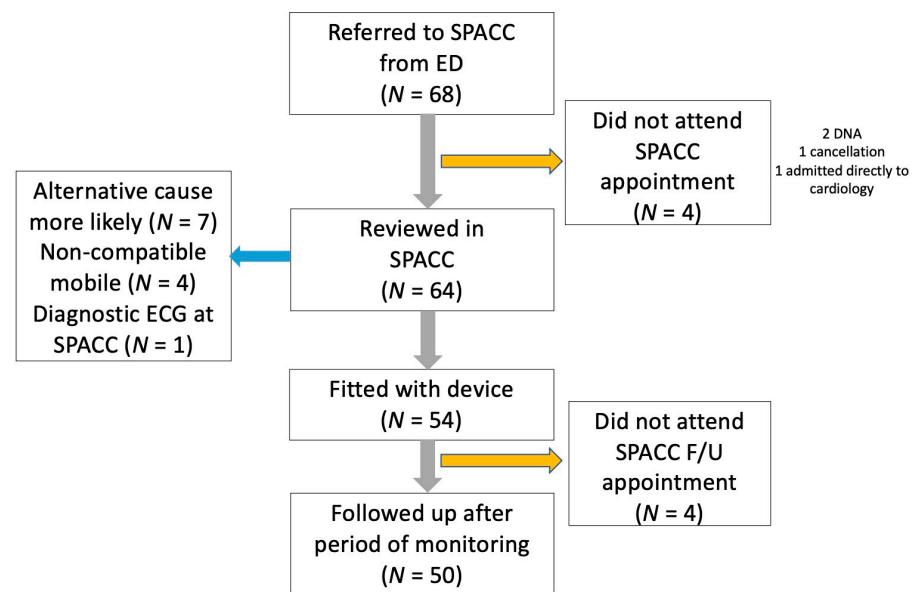 Referred to SPACC
from ED
(N = 68)
Did not attend
SPACC
appointment
(N = 4)
2 DNA
1 cancellation
1 admitted directly to
cardiology
Alternative cause
more likely (N = 7)
Non-compatible
mobile (N = 4)
Diagnostic ECG at
SPACC (N = 1)
Reviewed in
SPACC
(N = 64)
Fitted with device
(N = 54)
Did not attend
SPACC F/U
appointment
(N = 4)
Followed up after
period of monitoring
(N = 50)